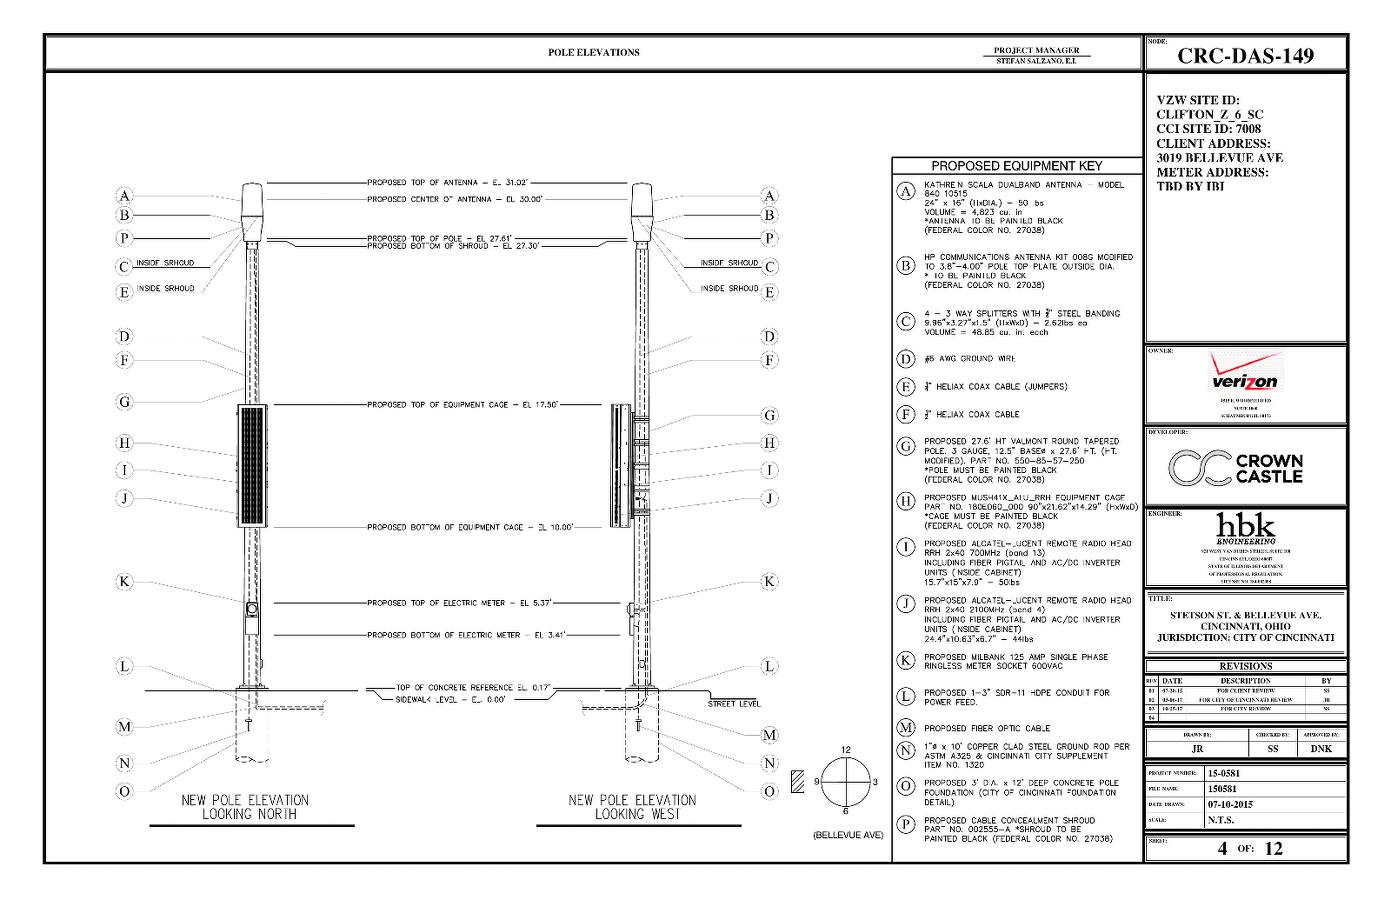 POLE ELEVATIONS
PROJECT MANAGER
STEFAN SALZANO, E.I.
NODE:
CRC-DAS-149
VZW SITE ID:
CLIFTON_Z_6_SC
CCI SITE ID: 7008
CLIENT ADDRESS:
3019 BELLEVUE AVE
METER ADDRESS:
TBD BY IBI
PROPOSED TOP OF ANTENNA - EL 31.02'
PROPOSED CENTER OF ANTENNA - EL 30.00'
PROPOSED TOP OF POLE - EL 27.61'
PROPOSED BOTTOM OF SHROUD - EL 27.30'
PROPOSED TOP OF EQUIPMENT CAGE - EL 17.50'
PROPOSED BOTTOM OF EQUIPMENT CAGE - EL 10.00'
PROPOSED TOP OF ELECTRIC METER - EL 5.37'
PROPOSED BOTTOM OF ELECTRIC METER - EL 3.41'
TOP OF CONCRETE REFERENCE EL. 0.17'
SIDEWALK LEVEL - EL 0.00'
STREET LEVEL
A
B
P
C INSIDE SRHOUD
E INSIDE SRHOUD
D
F
G
H
I
J
K
L
M
N
O
A
B
P
INSIDE SRHOUD C
INSIDE SRHOUD E
D
F
G
H
I
J
K
L
M
N
O
NEW POLE ELEVATION
LOOKING NORTH
NEW POLE ELEVATION
LOOKING WEST
12
9 3
6
(BELLEVUE AVE)
PROPOSED EQUIPMENT KEY
A KATHREIN SCALA DUALBAND ANTENNA - MODEL
840 10515
24" x 16" (HxDIA.) - 50 lbs
VOLUME = 4,823 cu. in
*ANTENNA TO BE PAINTED BLACK
(FEDERAL COLOR NO. 27038)
B HP COMMUNICATIONS ANTENNA KIT 008G MODIFIED
TO 3.8"-4.00" POLE TOP PLATE OUTSIDE DIA.
* TO BE PAINTED BLACK
(FEDERAL COLOR NO. 27038)
C 4 - 3 WAY SPLITTERS WITH STEEL BANDING
9.96"x3.27"x1.5" (HxWxD) - 2.62lbs ea
VOLUME = 48.85 cu. in. each
D #6 AWG GROUND WIRE
E HELIAX COAX CABLE (JUMPERS)
F ½" HELIAX COAX CABLE
G PROPOSED 27.6' HT VALMONT ROUND TAPERED
POLE. 3 GAUGE, 12.5" BASEø x 27.6' HT. (HT.
MODIFIED). PART NO. 550-85-57-250
*POLE MUST BE PAINTED BLACK
(FEDERAL COLOR NO. 27038)
H PROPOSED MUSH41X_ALU_RRH EQUIPMENT CAGE
PART NO. 180E060_000 90"x21.62"x14.29" (HxWxD)
*CAGE MUST BE PAINTED BLACK
(FEDERAL COLOR NO. 27038)
I PROPOSED ALCATEL-LUCENT REMOTE RADIO HEAD
RRH 2x40 700MHz (band 13)
INCLUDING FIBER PIGTAIL AND AC/DC INVERTER
UNITS (INSIDE CABINET)
15.7"x15"x7.9" - 50lbs
J PROPOSED ALCATEL-LUCENT REMOTE RADIO HEAD
RRH 2x40 2100MHz (band 4)
INCLUDING FIBER PIGTAIL AND AC/DC INVERTER
UNITS (INSIDE CABINET)
24.4"x10.63"x6.7" - 44lbs
K PROPOSED MILBANK 125 AMP SINGLE PHASE
RINGLESS METER SOCKET 600VAC
L PROPOSED 1-3" SDR-11 HDPE CONDUIT FOR
POWER FEED.
M PROPOSED FIBER OPTIC CABLE
N 1"ø x 10' COPPER CLAD STEEL GROUND ROD PER
ASTM A325 & CINCINNATI CITY SUPPLEMENT
ITEM NO. 1320
O PROPOSED 3' DIA. x 12' DEEP CONCRETE POLE
FOUNDATION (CITY OF CINCINNATI FOUNDATION
DETAIL)
P PROPOSED CABLE CONCEALMENT SHROUD
PART NO. 002555-A *SHROUD TO BE
PAINTED BLACK (FEDERAL COLOR NO. 27038)
OWNER:
verizon
DEVELOPER:
CROWN
CASTLE
ENGINEER:
hbk
ENGINEERING
STATE OF ILLINOIS DEPARTMENT
OF PROFESSIONAL REGULATION,
TITLE:
STETSON ST. & BELLEVUE AVE.
CINCINNATI, OHIO
JURISDICTION: CITY OF CINCINNATI
REVISIONS
REV# DATE DESCRIPTION BY
01 07-30-15 FOR CLIENT REVIEW SS
02 03-06-17 FOR CITY OF CINCINNATI REVIEW JR
03 10-25-17 FOR CITY REVIEW SS
04
DRAWN BY: CHECKED BY: APPROVED BY:
JR SS DNK
PROJECT NUMBER: 15-0581
FILE NAME: 150581
DATE DRAWN: 07-10-2015
SCALE: N.T.S.
SHEET: 4 OF: 12